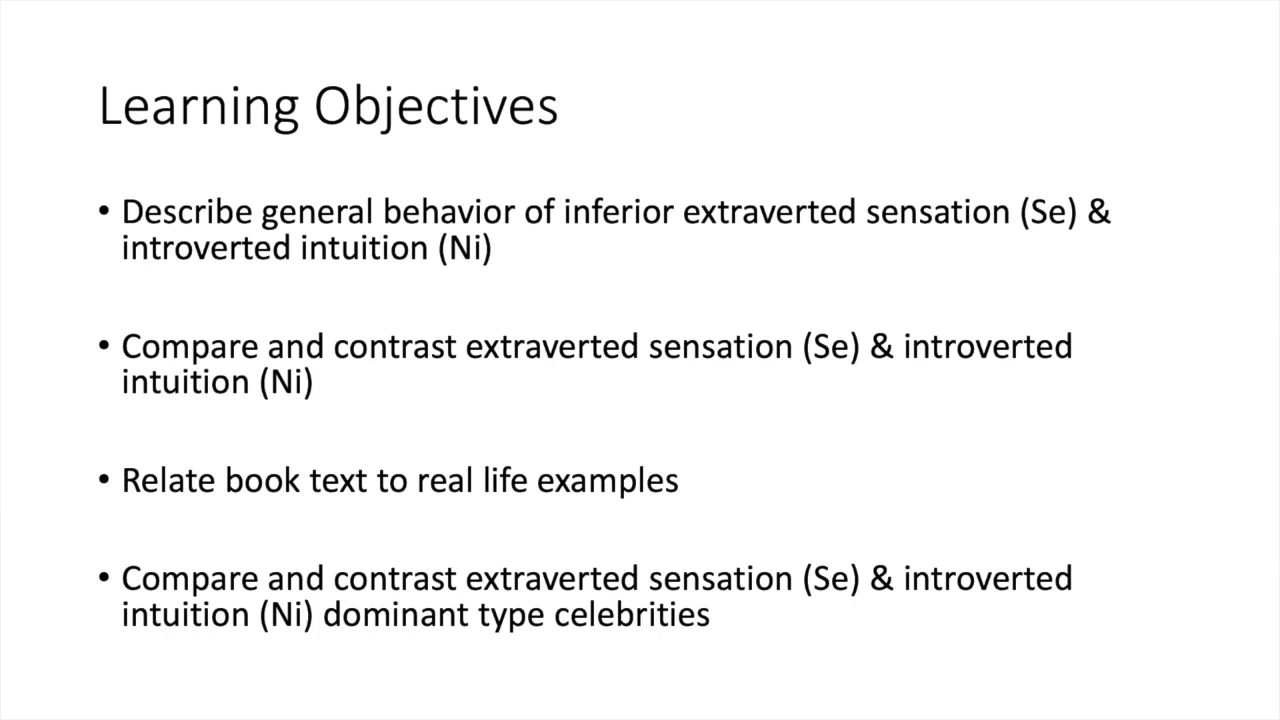 Learning Objectives
• Describe general behavior of inferior extraverted sensation (Se) &
introverted intuition (Ni)
• Compare and contrast extraverted sensation (Se) & introverted
intuition (Ni)
• Relate book text to real life examples
• Compare and contrast extraverted sensation (Se) & introverted
intuition (Ni) dominant type celebrities